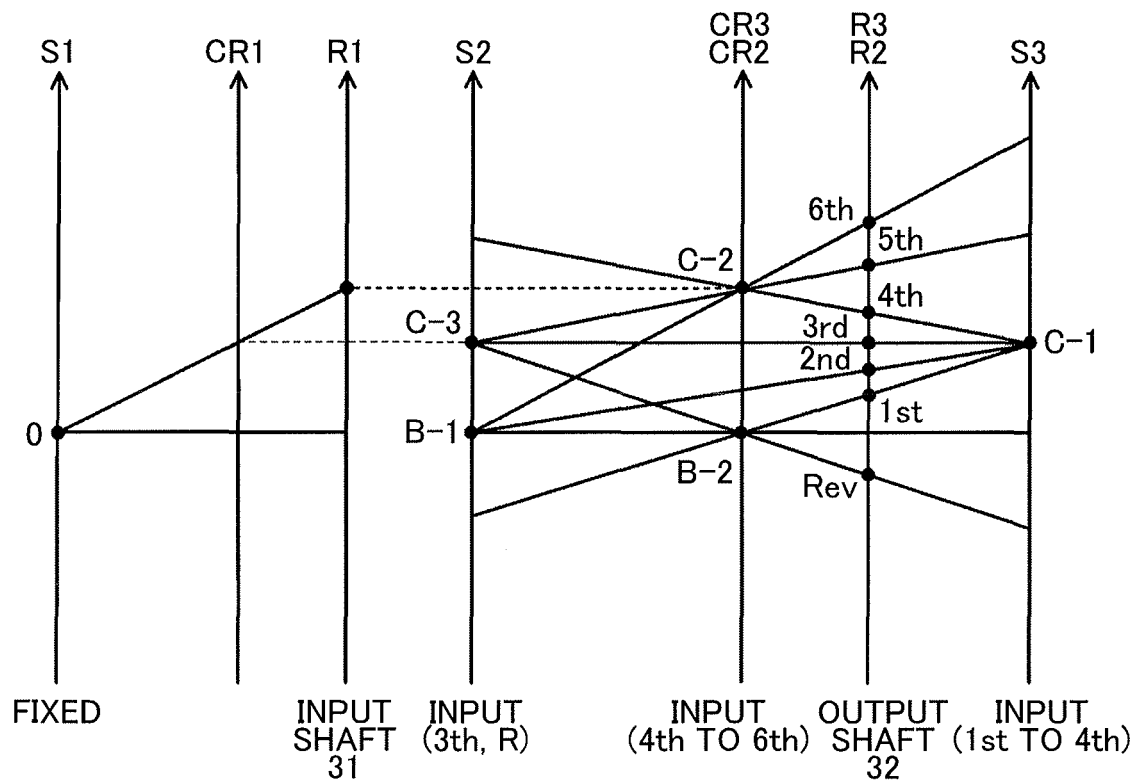 CR3 R3
S1 CR1 R1 S2 CR2 R2 S3
6th
5th
C-2
4th
C-3 3rd C-1
2nd
1st
0 B-1
B-2
Rev
FIXED INPUT INPUT INPUT OUTPUT INPUT
SHAFT (3th, R) (4th TO 6th) SHAFT (1st TO 4th)
31 32